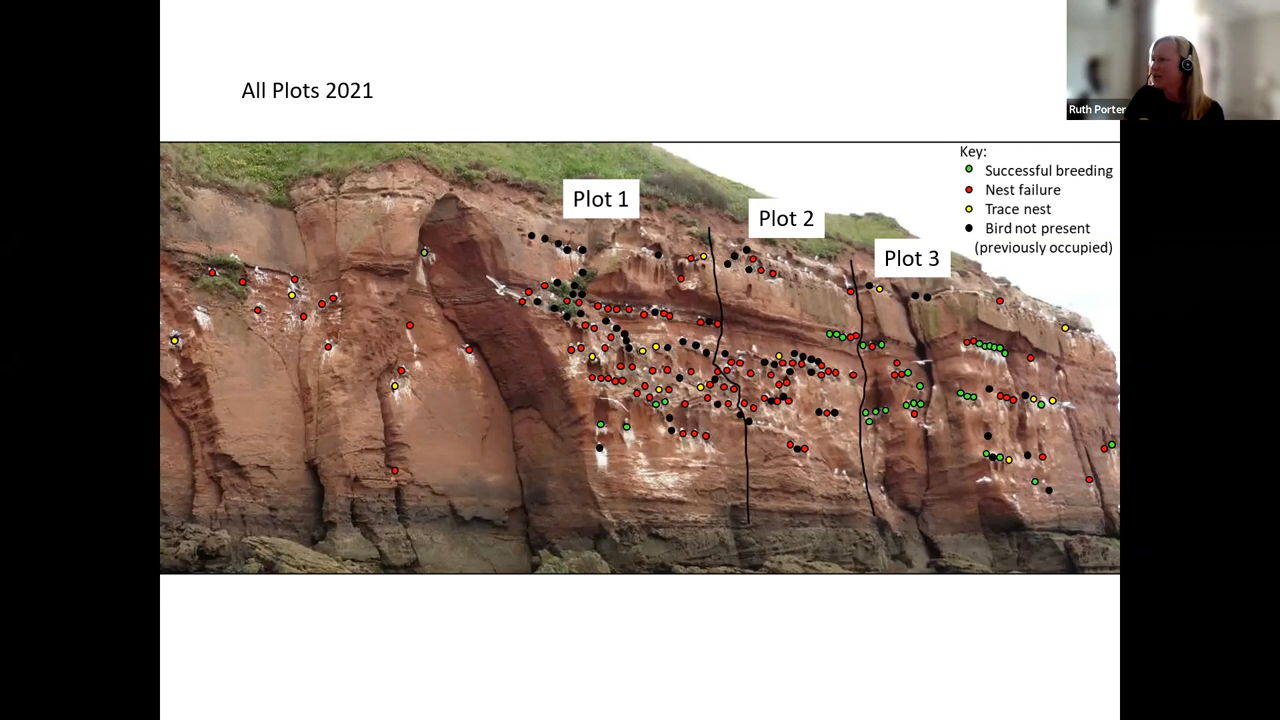 All Plots 2021
Ruth Porter
Key:
Successful breeding
Nest failure
Trace nest
Bird not present
(previously occupied)
Plot 1
Plot 2
Plot 3